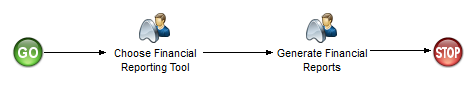 GO
Choose Financial
Reporting Tool
Generate Financial
Reports
STOP